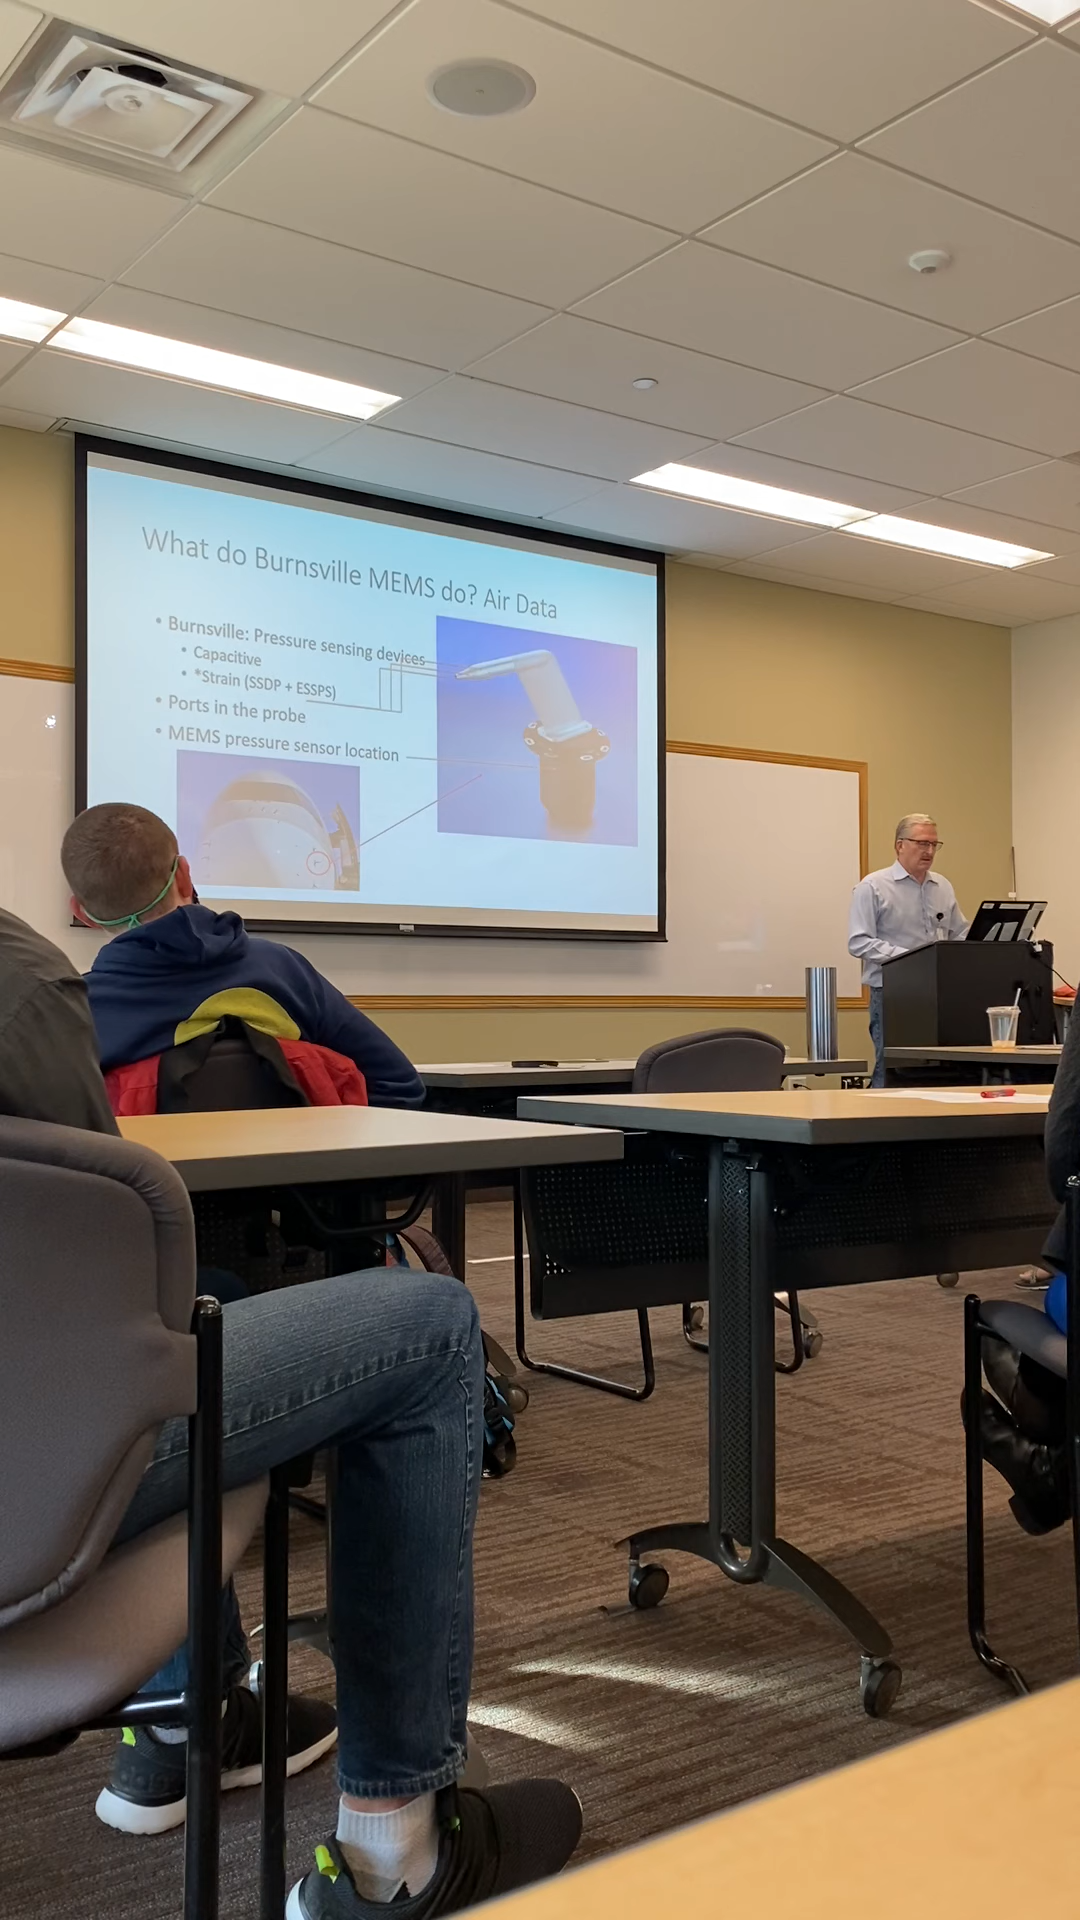 What do Burnsville MEMS do? Air Data
• Burnsville: Pressure sensing devices
• Capacitive
• *Strain (SSDP + ESSPS)
• Ports in the probe
• MEMS pressure sensor location